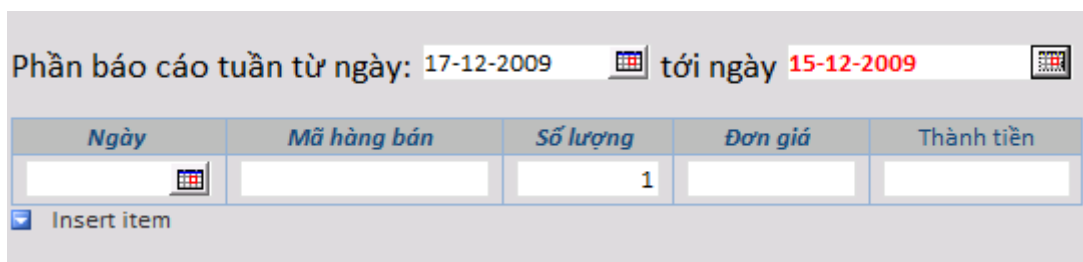 Phần báo cáo tuần từ ngày: 17-12-2009 tới ngày 15-12-2009
Ngày Mã hàng bán Số lượng Đơn giá Thành tiền
1
Insert item